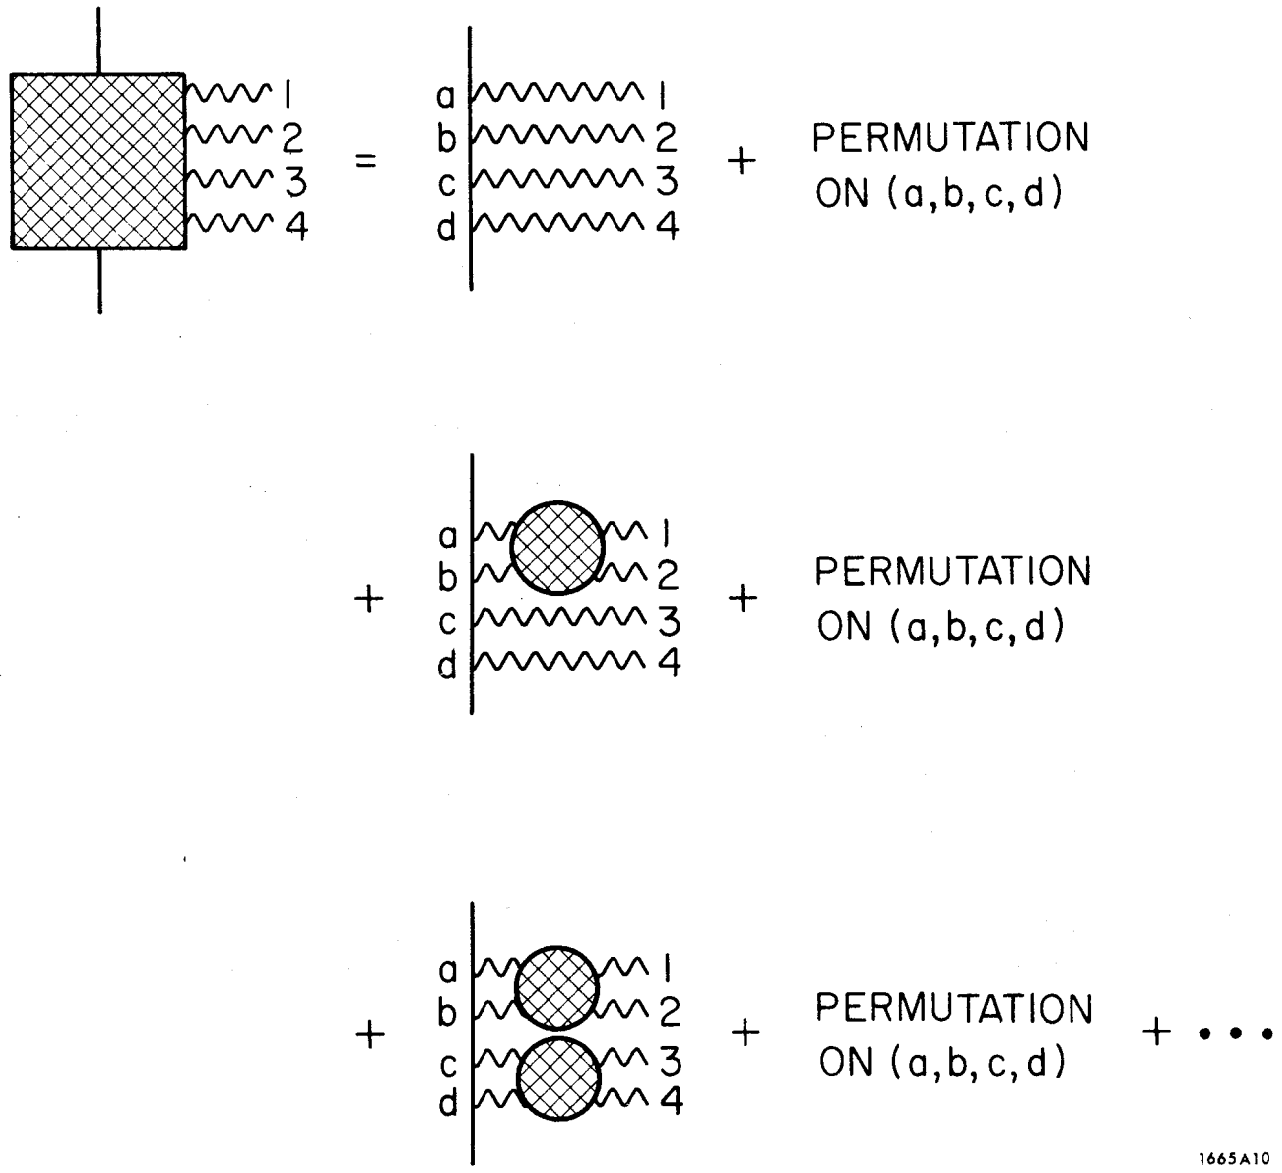 1
2
3
4
=
a 1
b 2
c 3
d 4
+ PERMUTATION
ON (a,b,c,d)
+
a 1
b 2
c 3
d 4
+ PERMUTATION
ON (a,b,c,d)
+
a 1
b 2
c 3
d 4
+ PERMUTATION
ON (a,b,c,d)
+ •••
1665A10